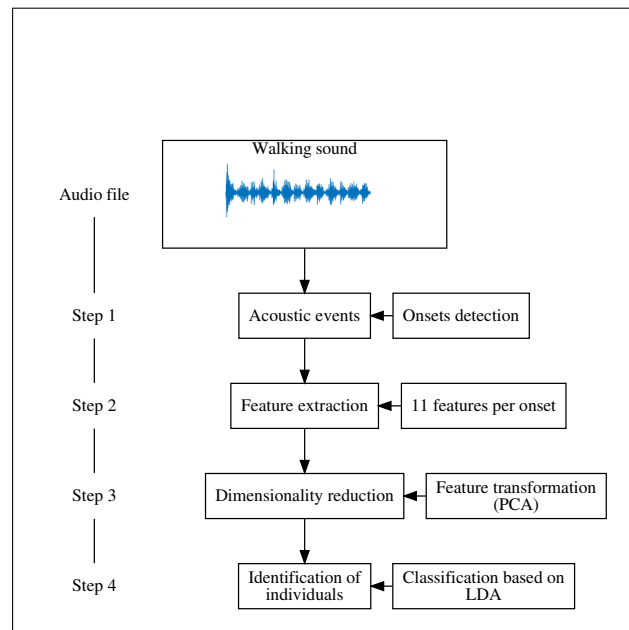 Walking sound
Audio file
Step 1
Acoustic events
Onsets detection
Step 2
Feature extraction
11 features per onset
Step 3
Dimensionality reduction
Feature transformation
(PCA)
Step 4
Identification of
individuals
Classification based on
LDA